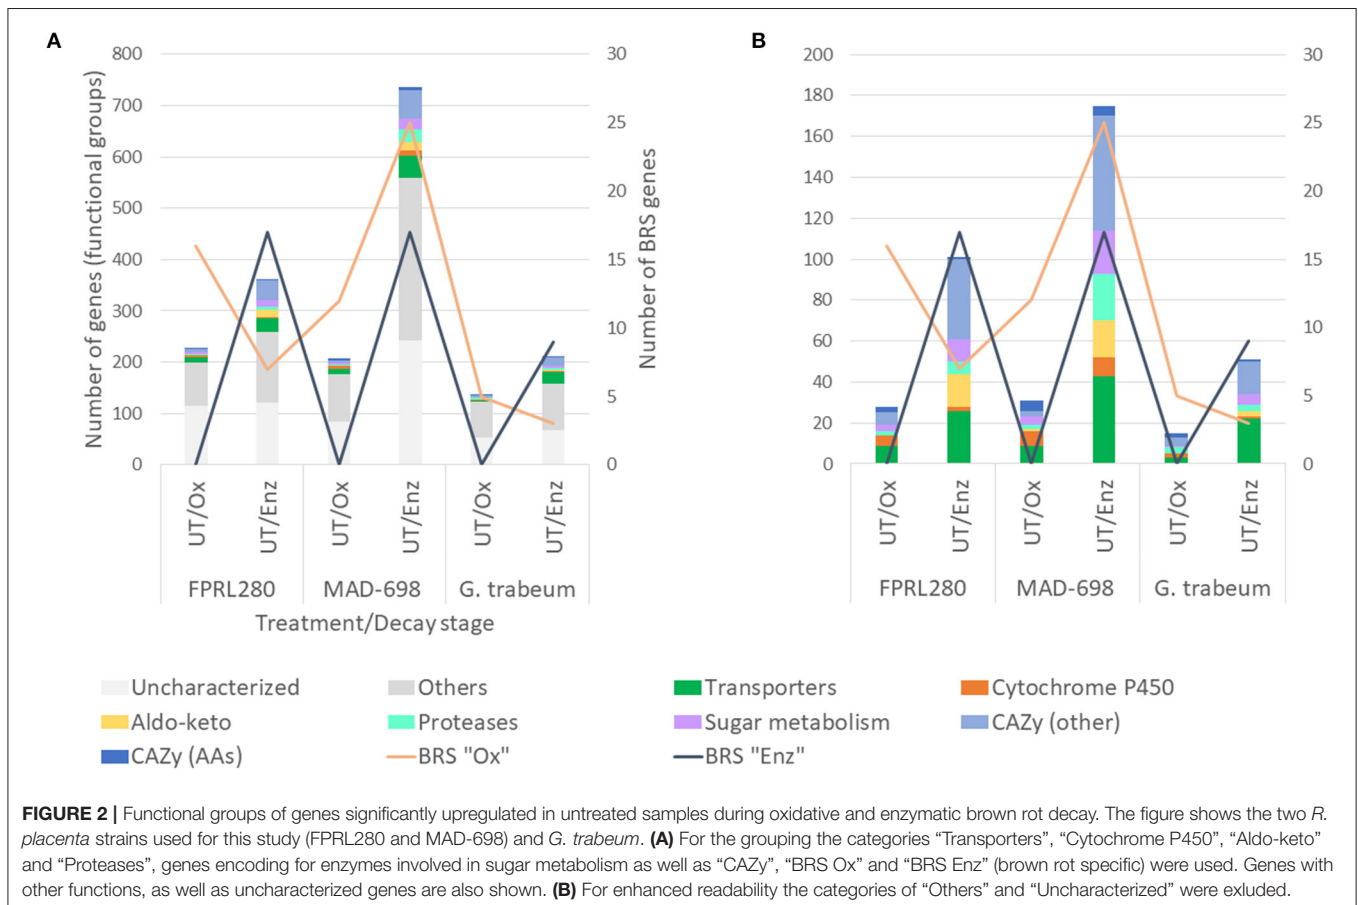 A
B
800
700
600
500
400
300
200
100
0
Number of genes (functional groups)
30
25
20
15
10
5
0
Number of BRS genes
UT/Ox
UT/Enz
UT/Ox
UT/Enz
UT/Ox
UT/Enz
FPRL280 MAD-698 G. trabeum
Treatment/Decay stage
200
180
160
140
120
100
80
60
40
20
0
30
25
20
15
10
5
0
UT/Ox
UT/Enz
UT/Ox
UT/Enz
UT/Ox
UT/Enz
FPRL280 MAD-698 G. trabeum
Uncharacterized Others Transporters Cytochrome P450
Aldo-keto Proteases Sugar metabolism CAZy (other)
CAZy (AAs) BRS "Ox" BRS "Enz"
FIGURE 2 | Functional groups of genes significantly upregulated in untreated samples during oxidative and enzymatic brown rot decay. The figure shows the two R.
placenta strains used for this study (FPRL280 and MAD-698) and G. trabeum. (A) For the grouping the categories “Transporters”, “Cytochrome P450”, “Aldo-keto”
and “Proteases”, genes encoding for enzymes involved in sugar metabolism as well as “CAZy”, “BRS Ox” and “BRS Enz” (brown rot specific) were used. Genes with
other functions, as well as uncharacterized genes are also shown. (B) For enhanced readability the categories of “Others” and “Uncharacterized” were exluded.